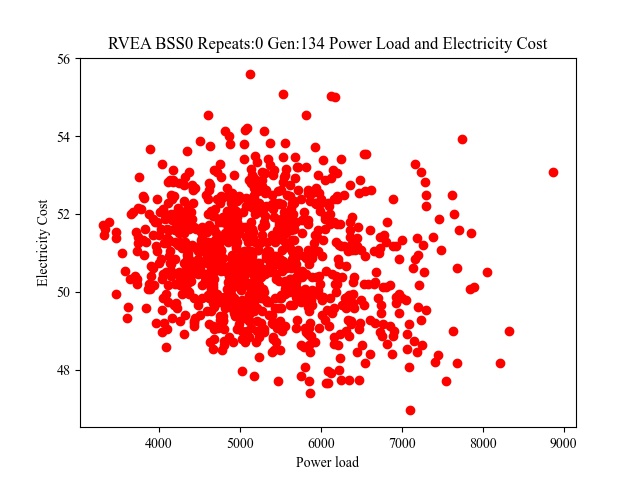 RVEA BSS0 Repeats:0 Gen:134 Power Load and Electricity Cost
56
54
52
50
48
Electricity Cost
4000 5000 6000 7000 8000 9000
Power load